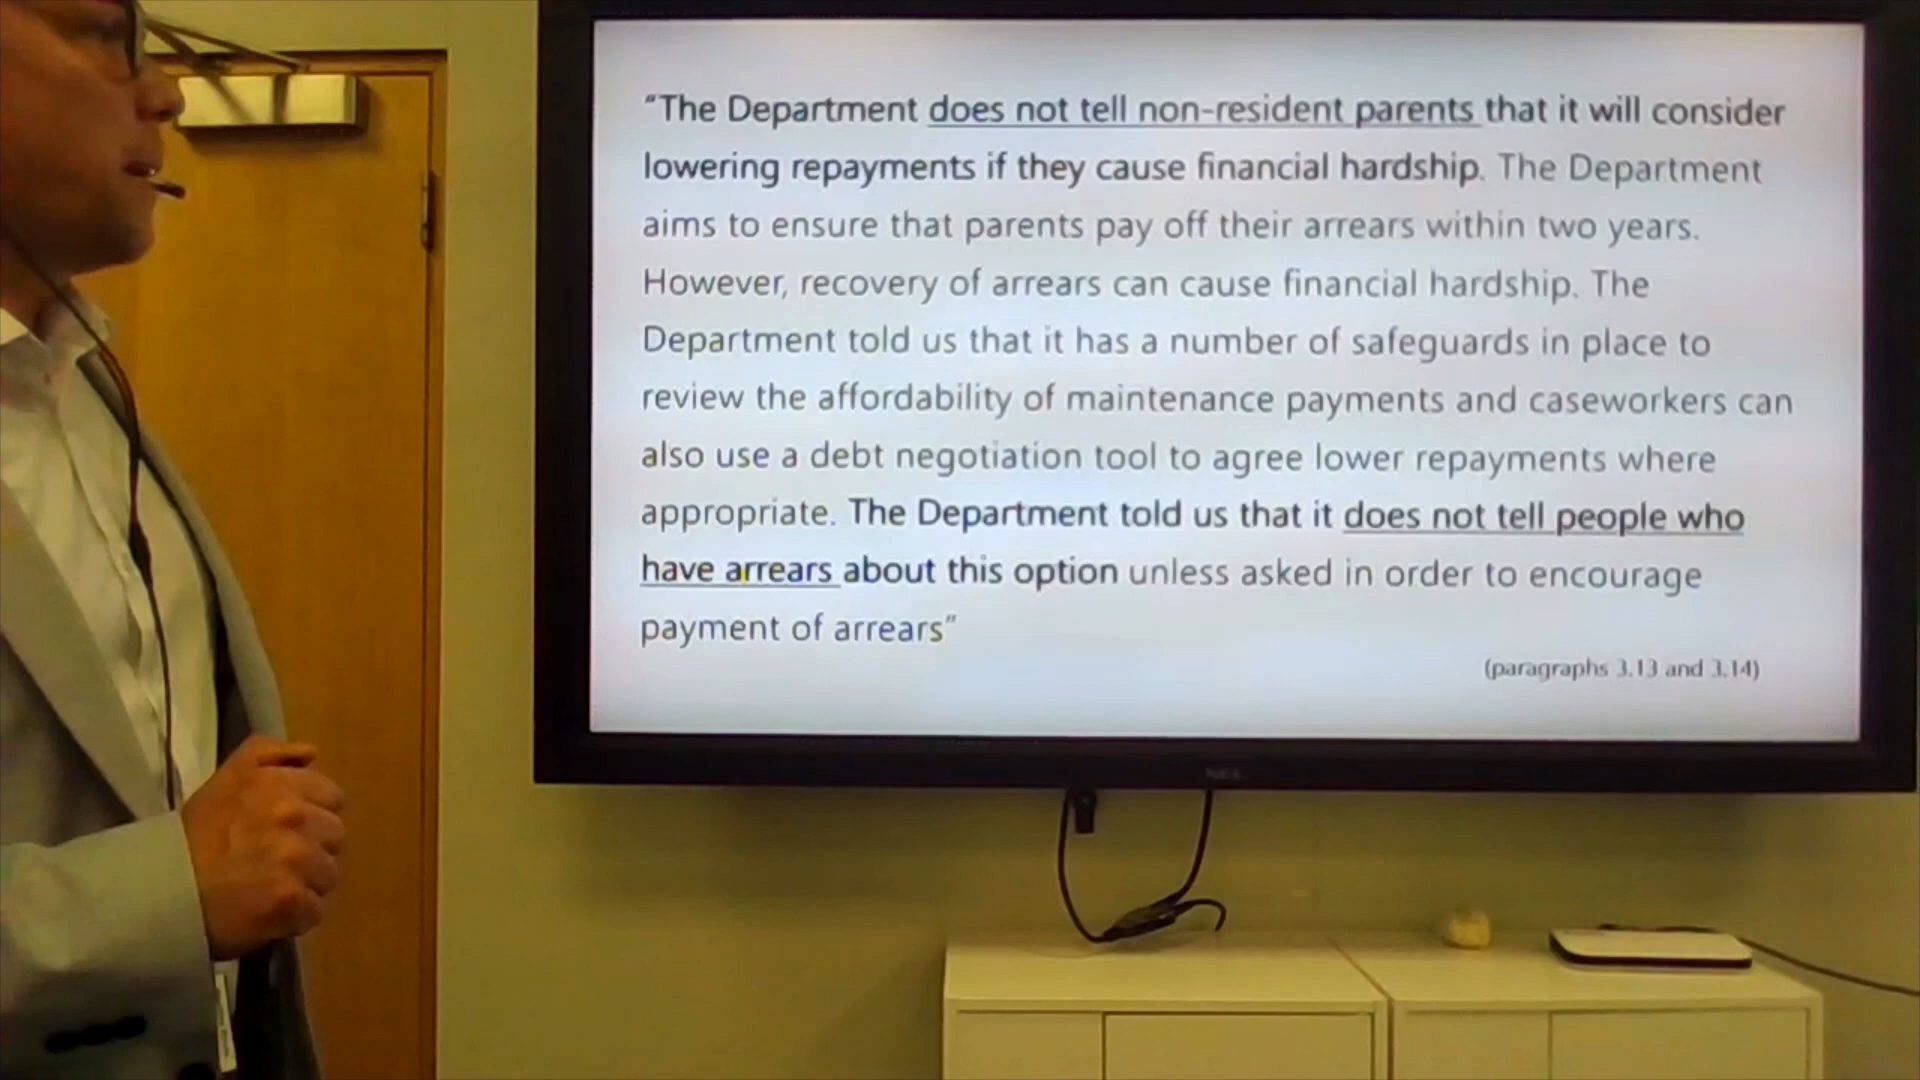 “The Department does not tell non-resident parents that it will consider
lowering repayments if they cause financial hardship. The Department
aims to ensure that parents pay off their arrears within two years.
However, recovery of arrears can cause financial hardship. The
Department told us that it has a number of safeguards in place to
review the affordability of maintenance payments and caseworkers can
also use a debt negotiation tool to agree lower repayments where
appropriate. The Department told us that it does not tell people who
have arrears about this option unless asked in order to encourage
payment of arrears”
(paragraphs 3.13 and 3.14)